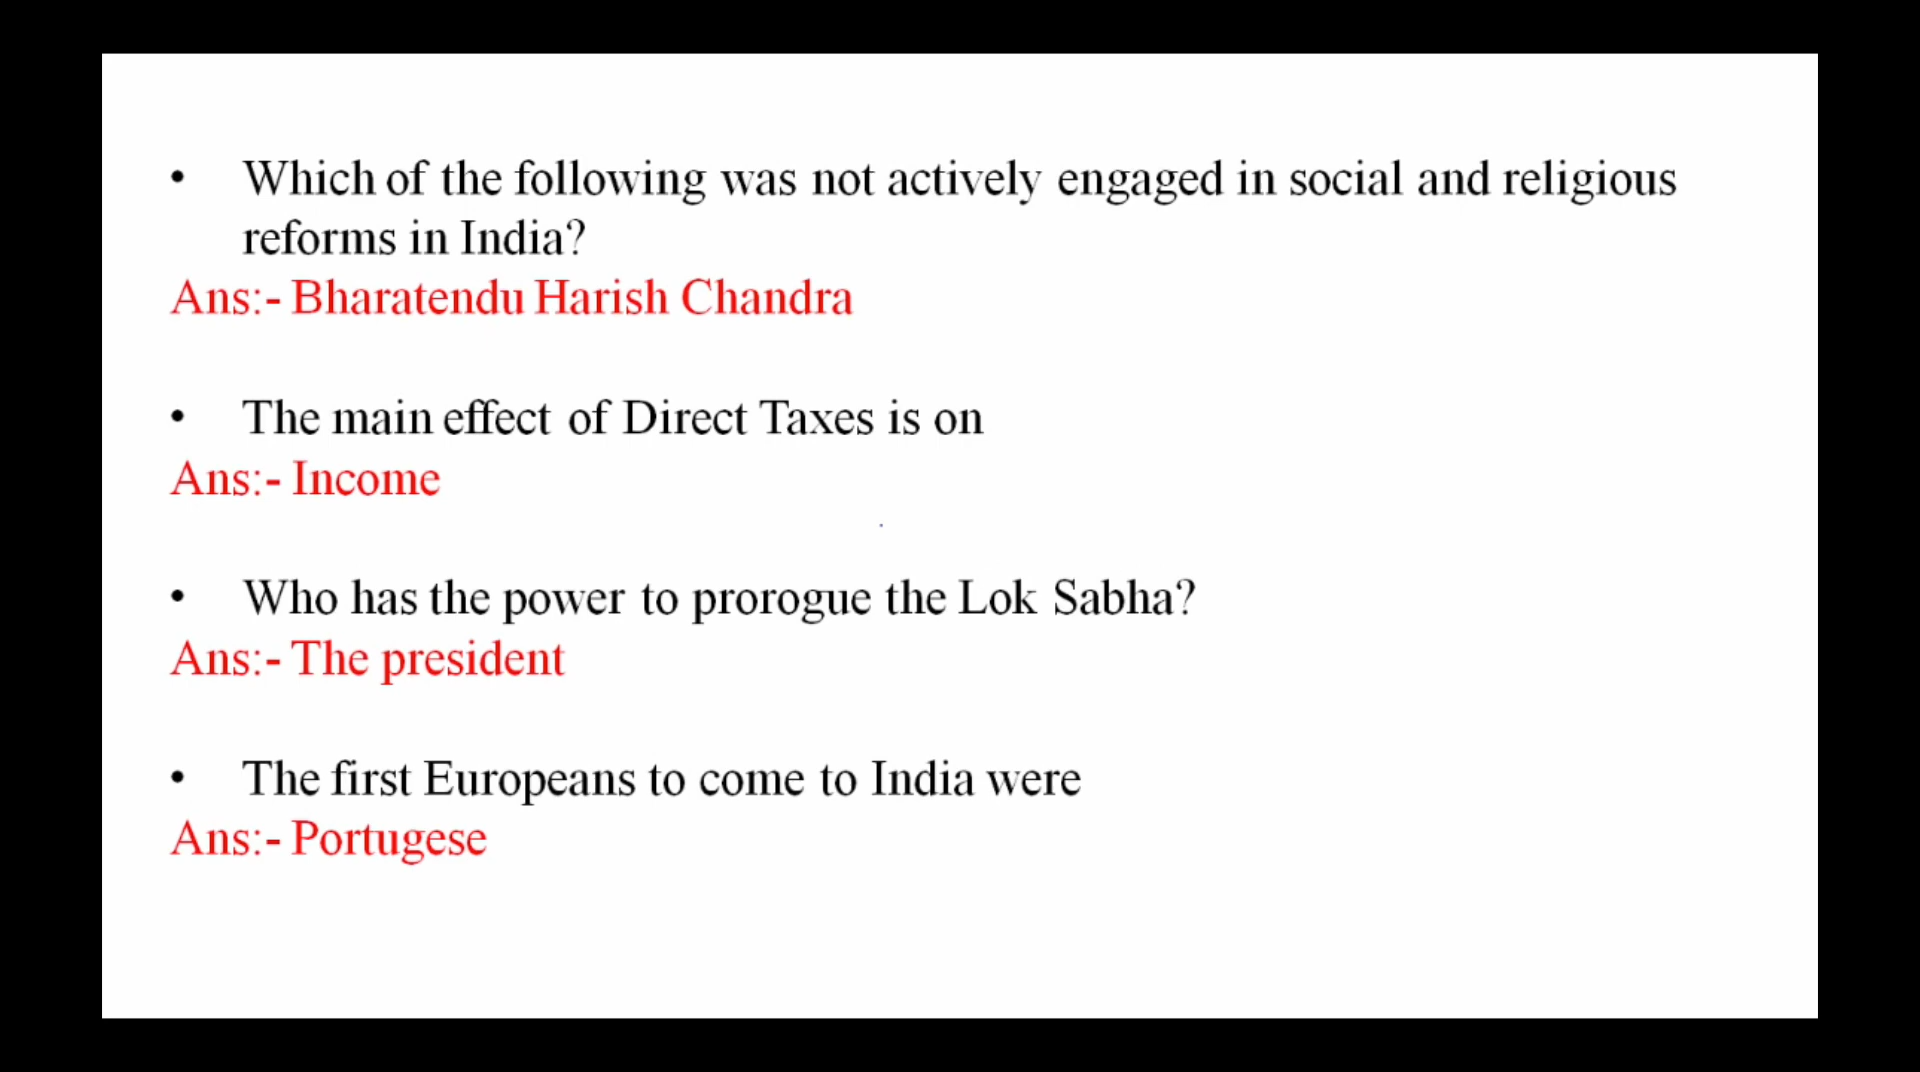 • Which of the following was not actively engaged in social and religious
reforms in India?
Ans:- Bharatendu Harish Chandra
• The main effect of Direct Taxes is on
Ans:- Income
• Who has the power to prorogue the Lok Sabha?
Ans:- The president
• The first Europeans to come to India were
Ans:- Portugese